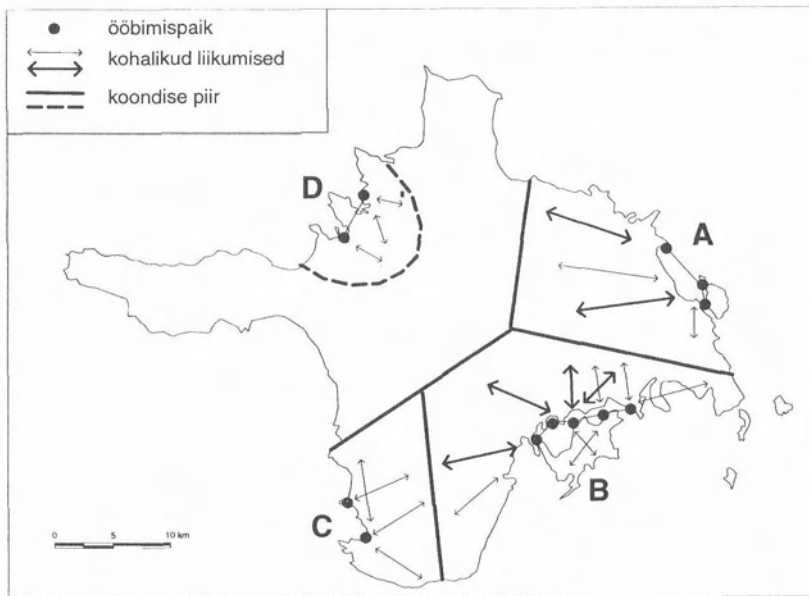 ööbimispaik
kohalikud liikumised
koondise piir
D
A
B
C
0 5 10 km